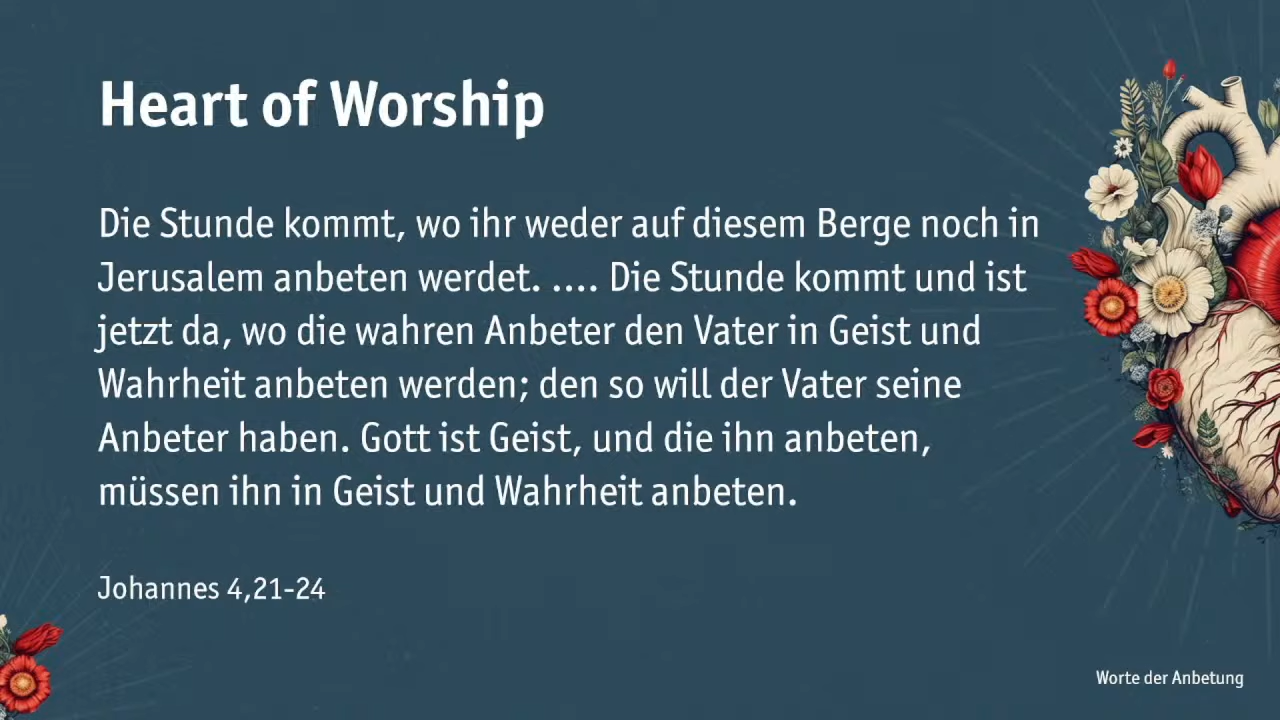 Heart of Worship
Die Stunde kommt, wo ihr weder auf diesem Berge noch in
Jerusalem anbeten werdet. .... Die Stunde kommt und ist
jetzt da, wo die wahren Anbeter den Vater in Geist und
Wahrheit anbeten werden; den so will der Vater seine
Anbeter haben. Gott ist Geist, und die ihn anbeten,
müssen ihn in Geist und Wahrheit anbeten.
Johannes 4,21-24
Worte der Anbetung